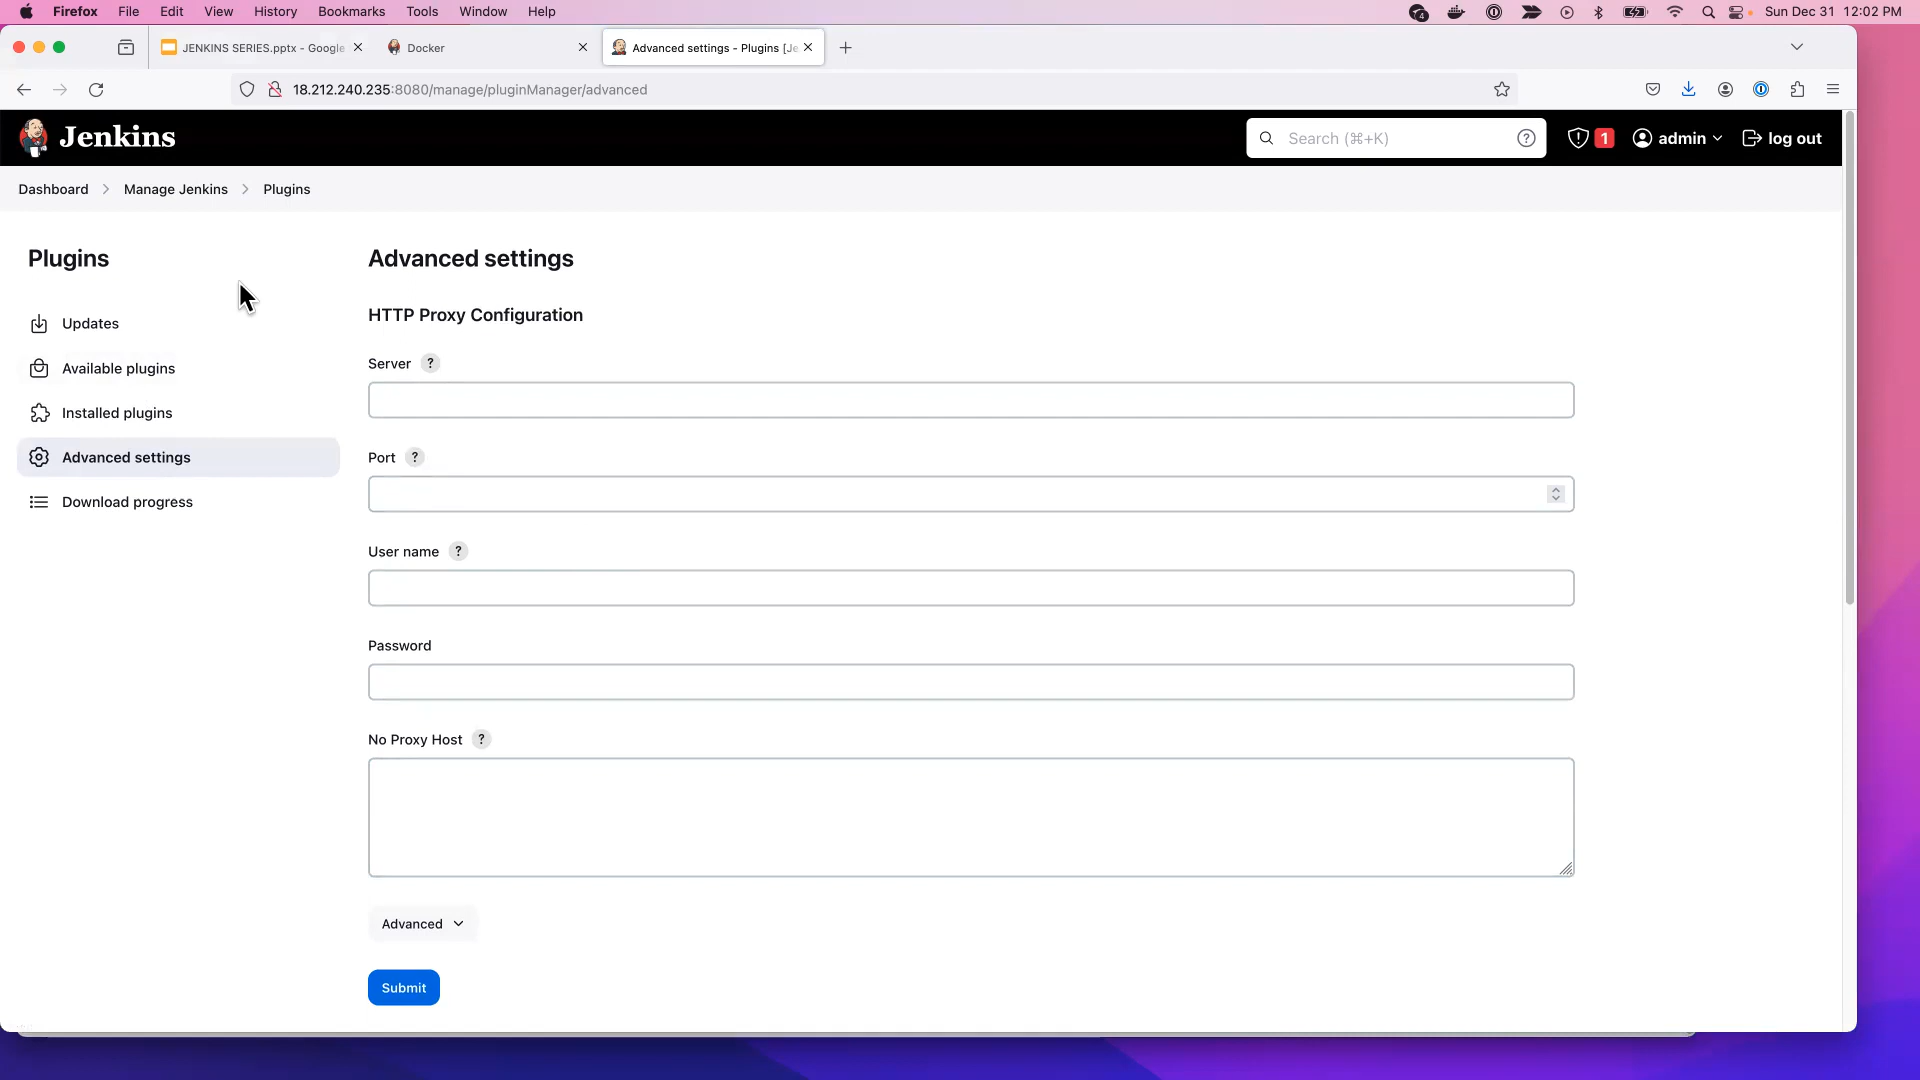 Firefox File Edit View History Bookmarks Tools Window Help
4
Sun Dec 31 12:02 PM
JENKINS SERIES.pptx - Google
Docker
Advanced settings - Plugins [Je
18.212.240.235:8080/manage/pluginManager/advanced
Jenkins
Search (⌘+K)
?
1
admin
log out
Dashboard > Manage Jenkins > Plugins
Plugins
Updates
Available plugins
Installed plugins
Advanced settings
Download progress
Advanced settings
HTTP Proxy Configuration
Server ?
Port ?
User name ?
Password
No Proxy Host ?
Advanced
Submit